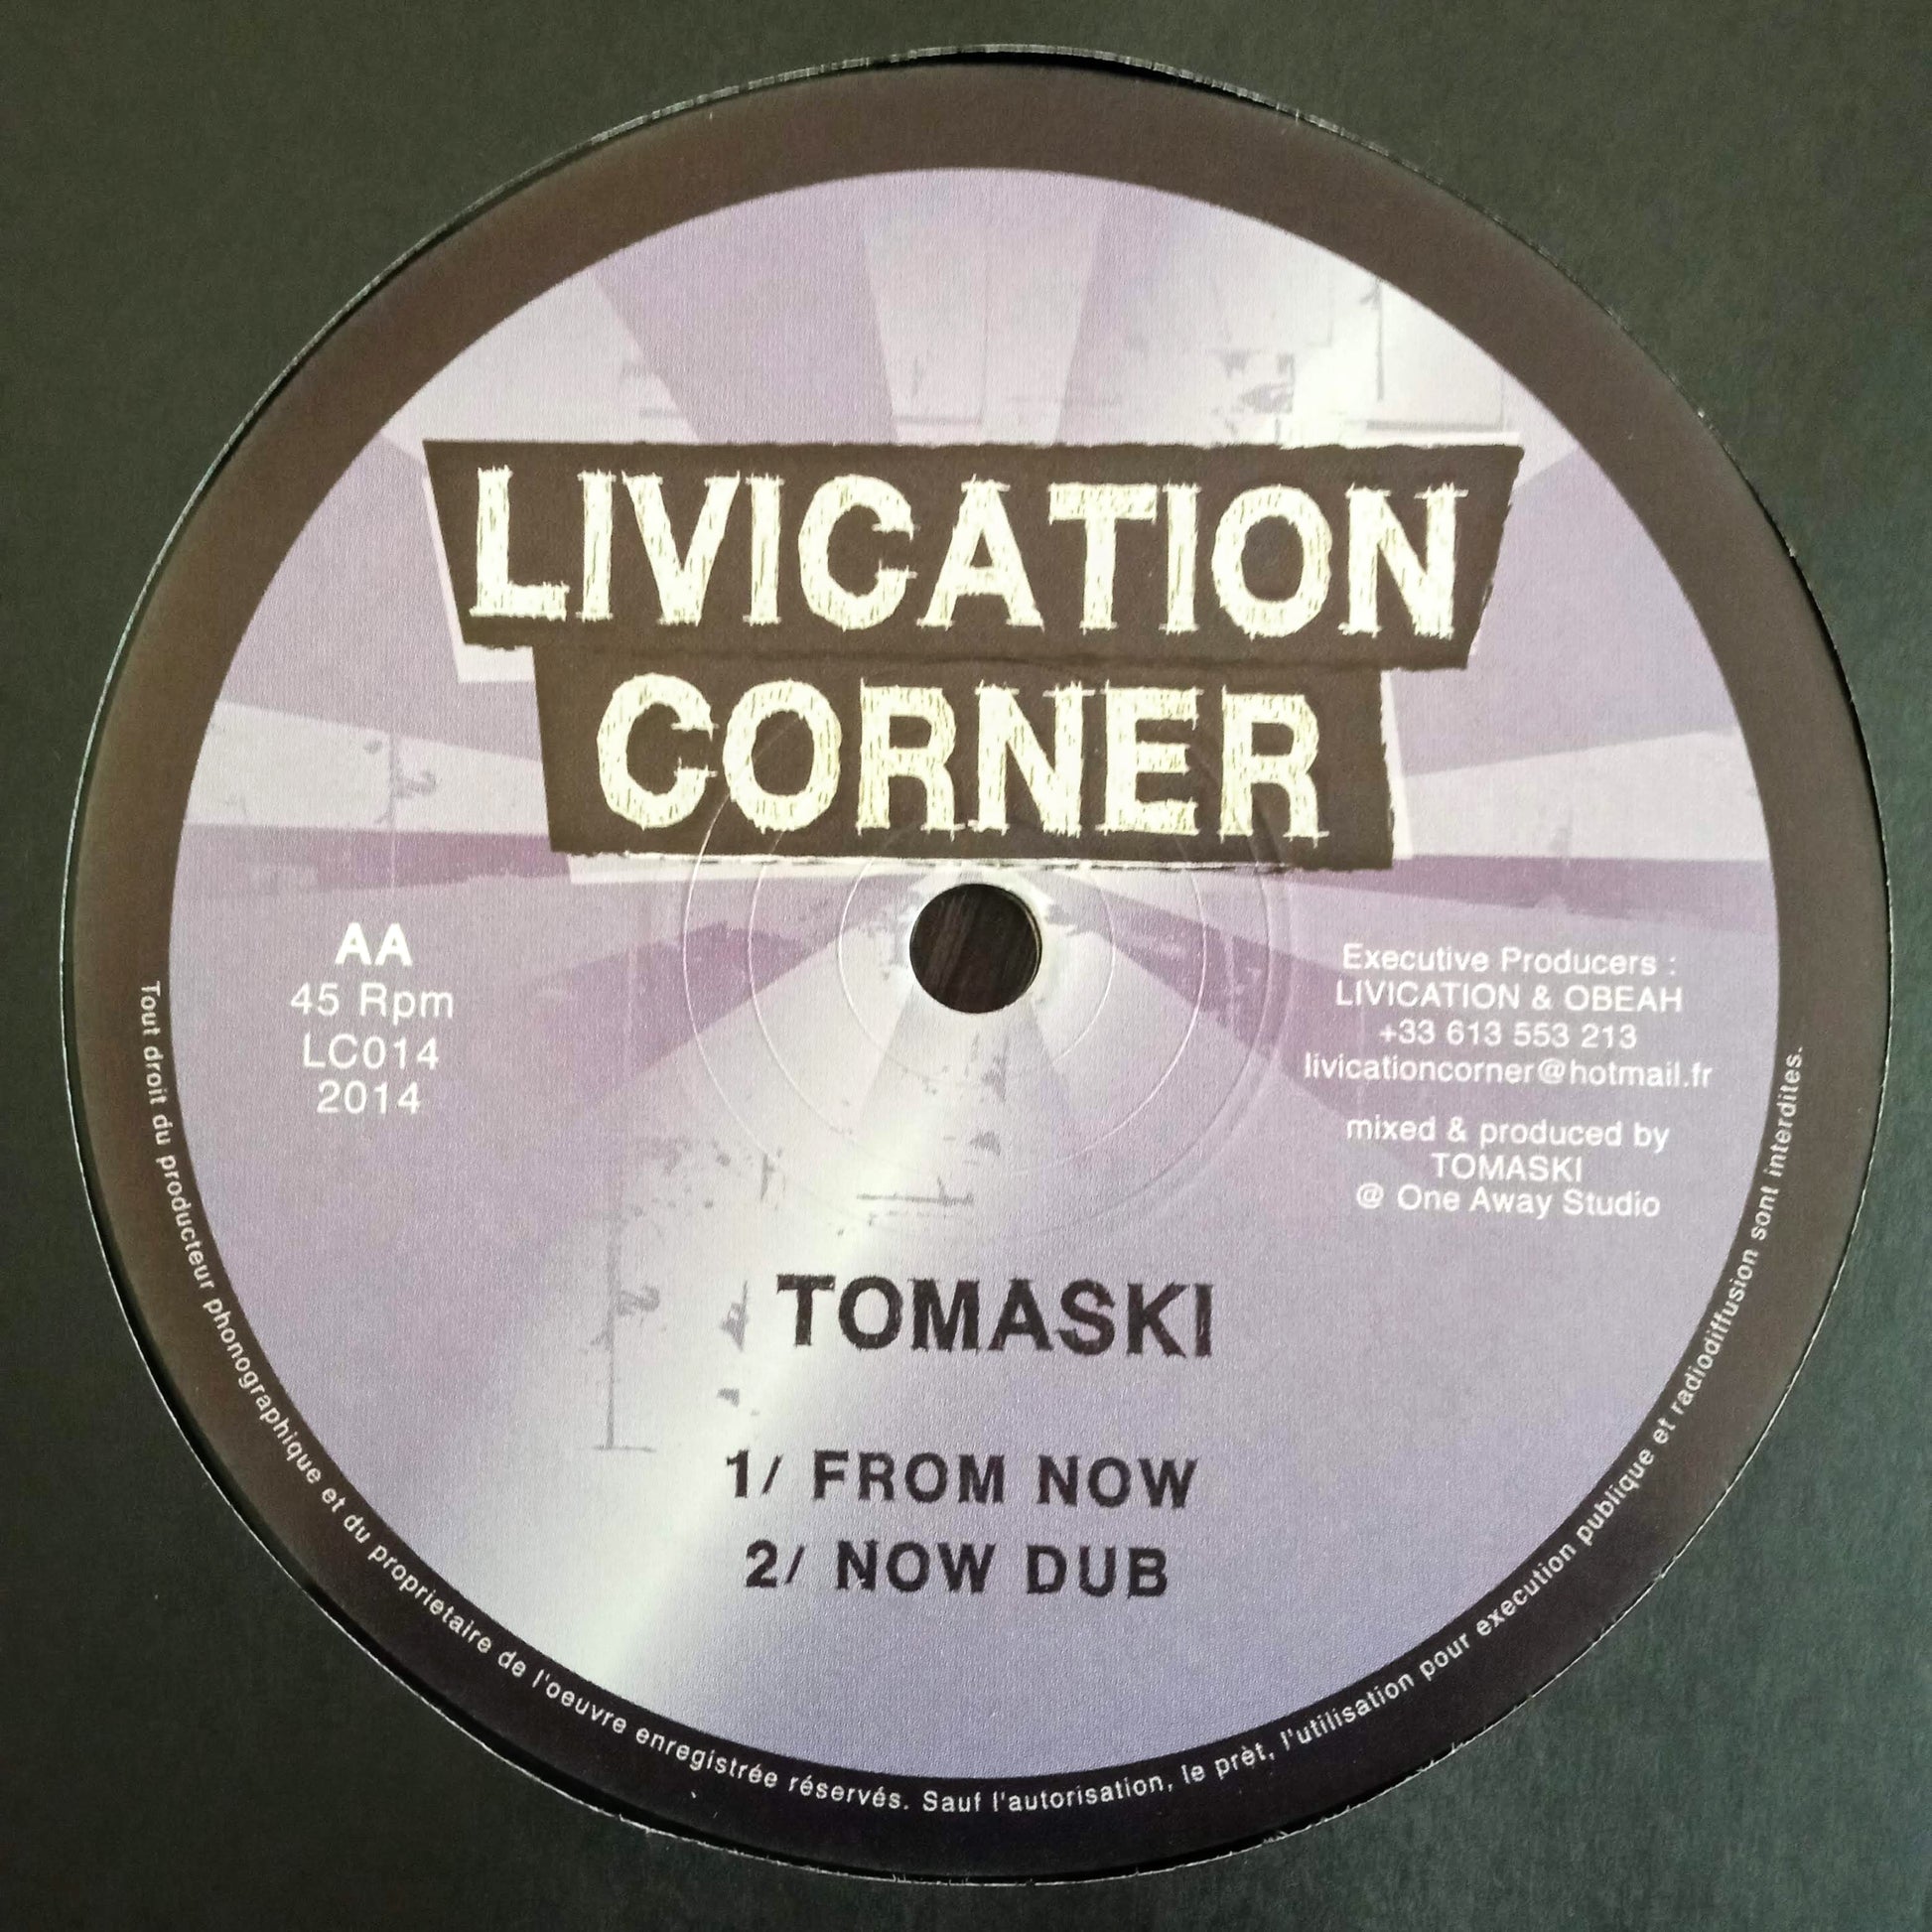 LIVICATION
CORNER
AA
45 Rpm
LC014
2014
Executive Producers :
LIVICATION & OBEAH
+33 613 553 213
livicationcorner@hotmail.fr
mixed & produced by
TOMASKI
@ One Away Studio
TOMASKI
1/ FROM NOW
2/ NOW DUB
Tout droit du producteur phonographique et du proprietaire de l'oeuvre enregistrée réservés. Sauf l'autorisation, le prèt, l'utilisation pour execution publique et radiodiffusion sont interdites.